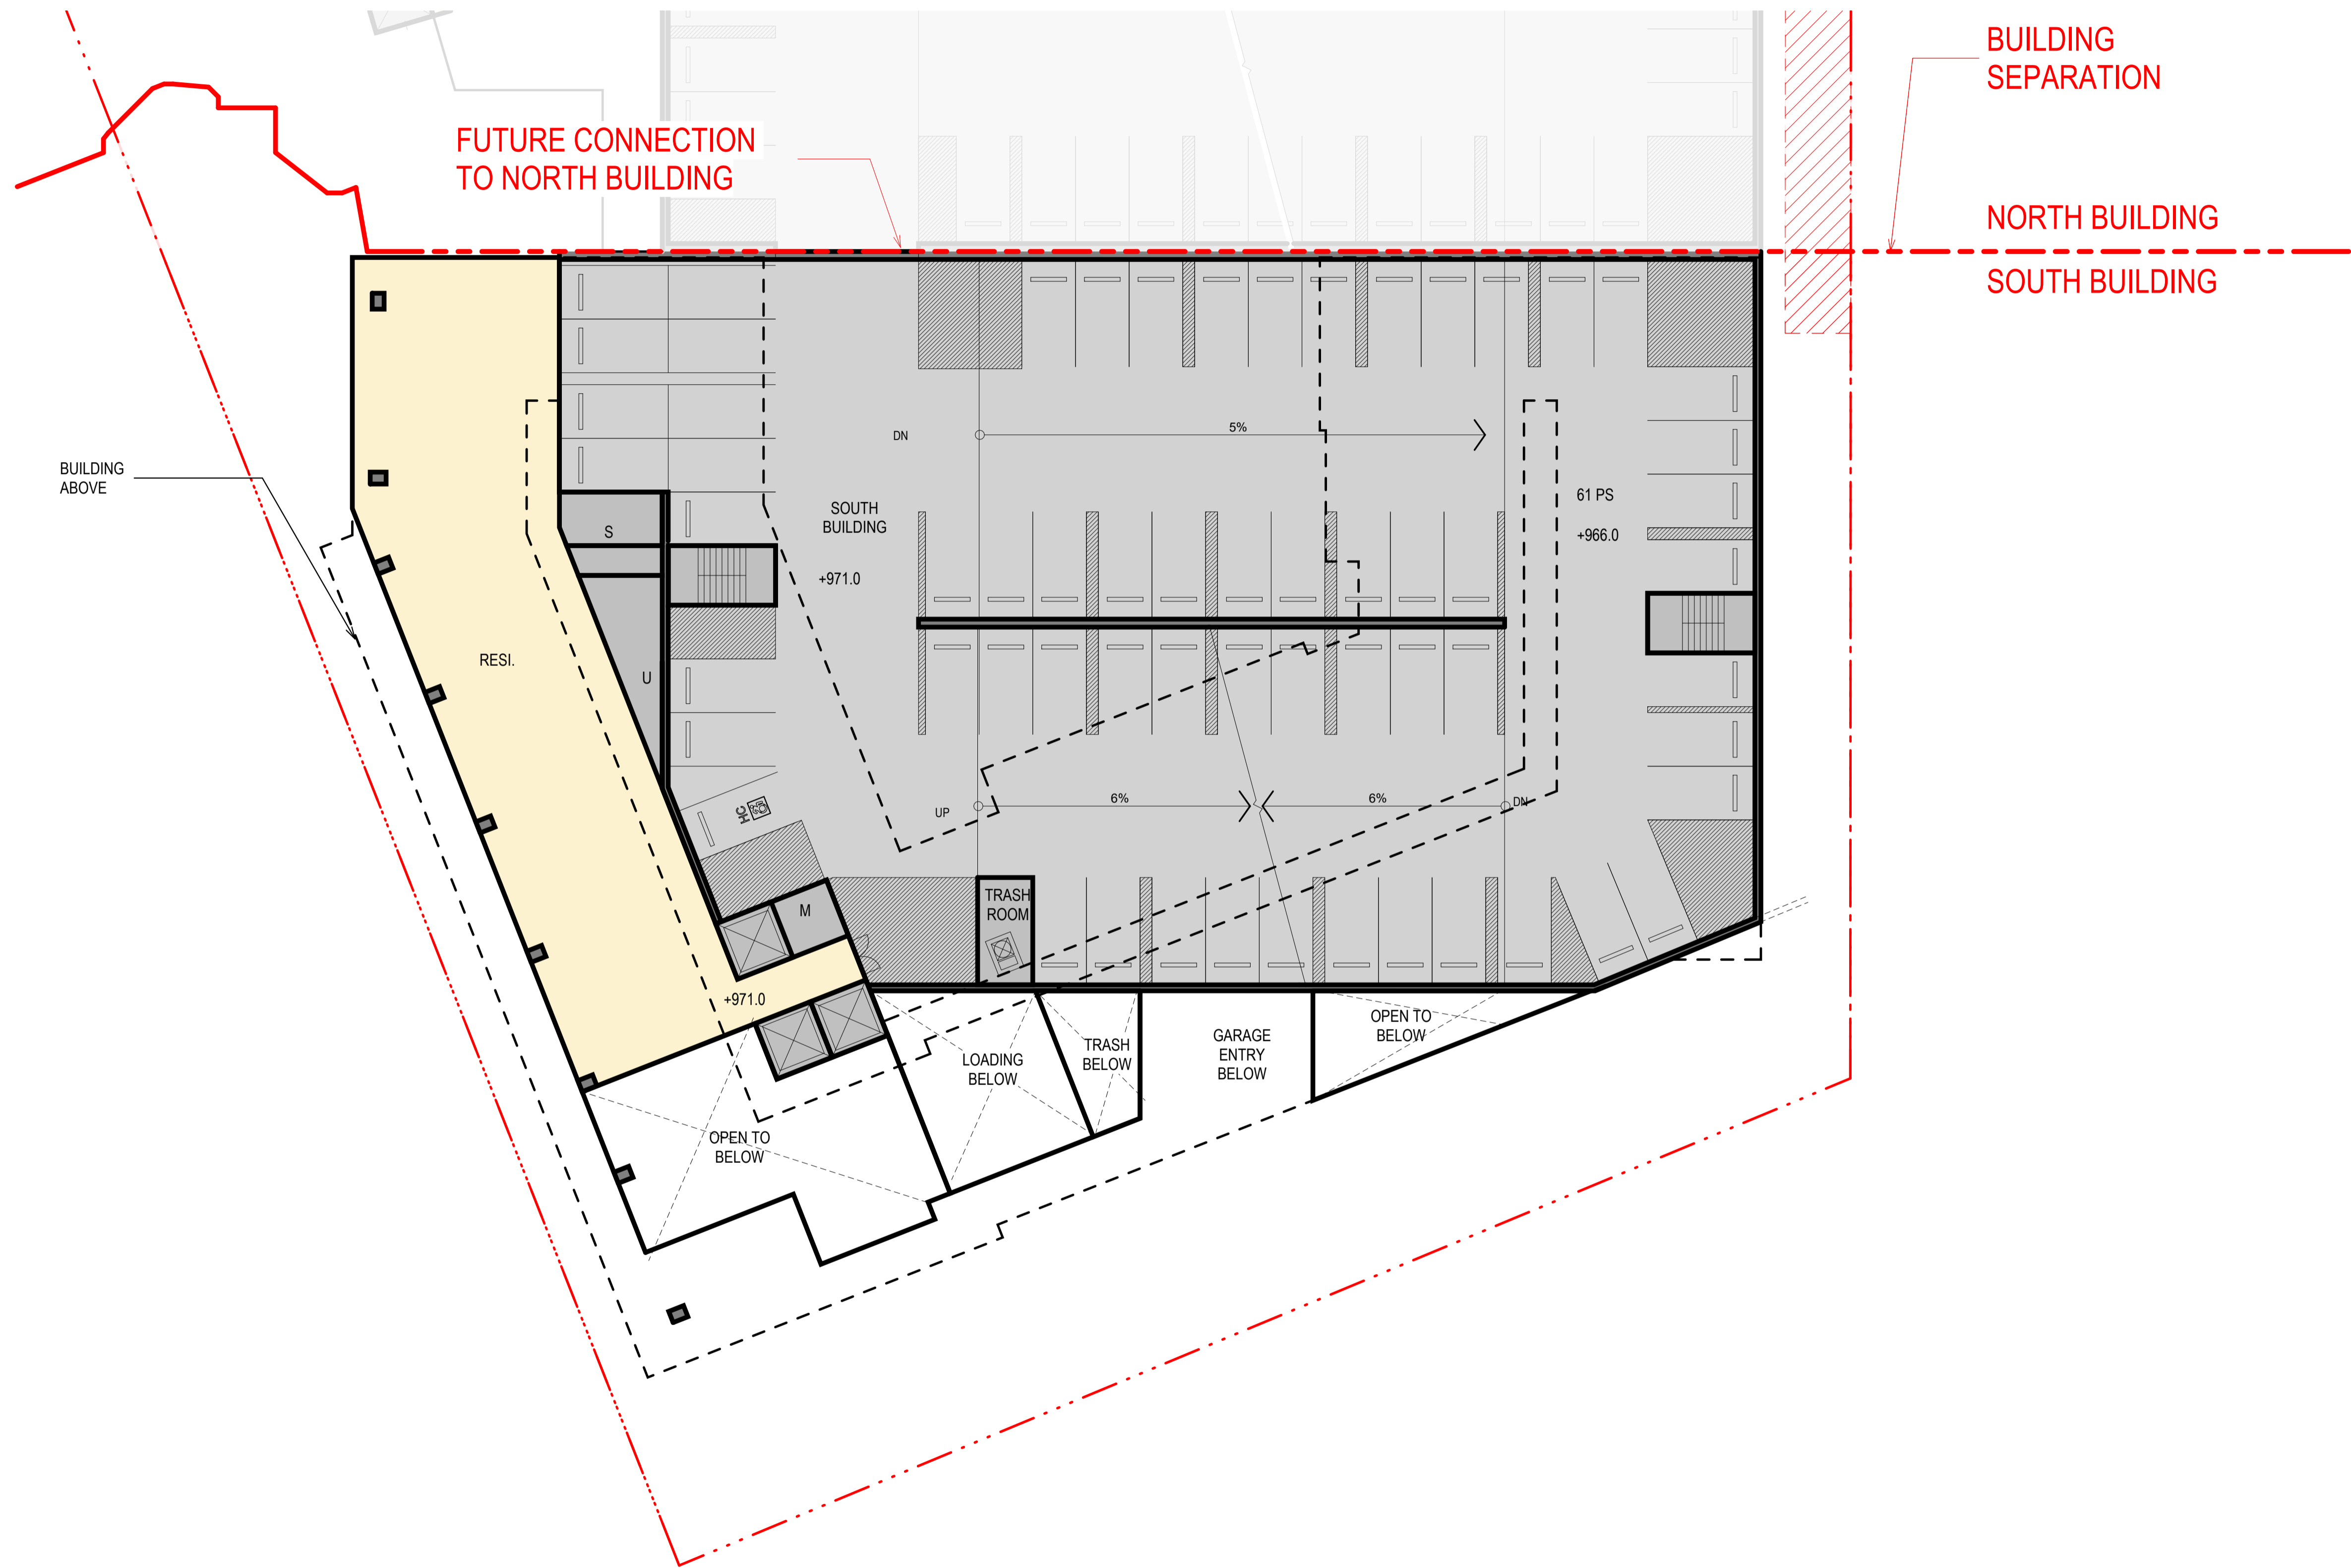 BUILDING
SEPARATION
FUTURE CONNECTION
TO NORTH BUILDING
NORTH BUILDING
SOUTH BUILDING
DN
5%
BUILDING
ABOVE
SOUTH
BUILDING
61 PS
S
+966.0
+971.0
RESI.
U
HC
UP
6%
6%
DN
TRASH
ROOM
M
+971.0
OPEN TO
BELOW
GARAGE
ENTRY
BELOW
TRASH
BELOW
LOADING
BELOW
OPEN TO
BELOW